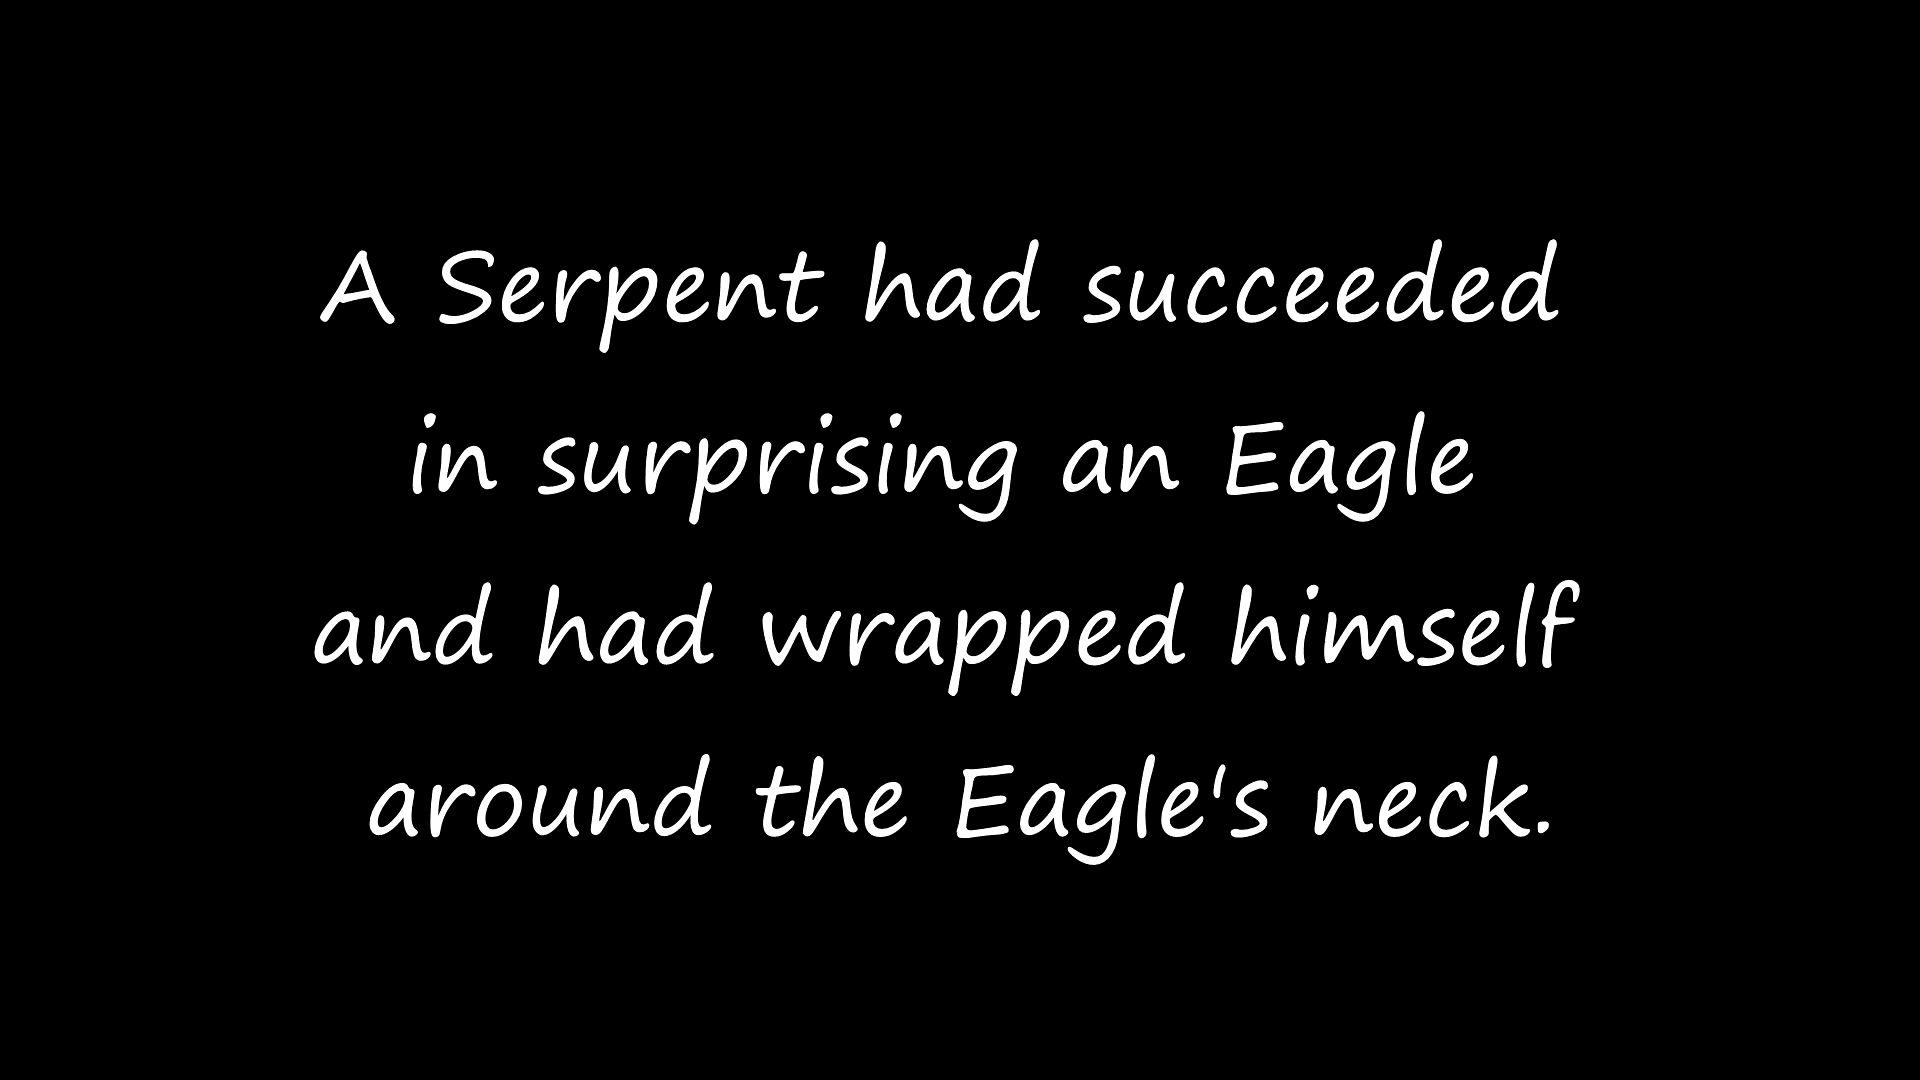 A Serpent had succeeded
in surprising an Eagle
and had wrapped himself
around the Eagle's neck.